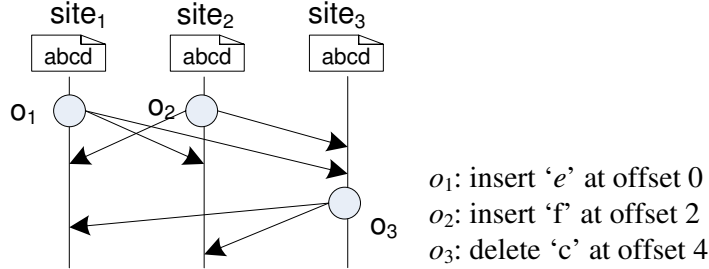 site₁ site₂ site₃
abcd abcd abcd
o₁ o₂
o₃
o₁: insert ‘e’ at offset 0
o₂: insert ‘f’ at offset 2
o₃: delete ‘c’ at offset 4